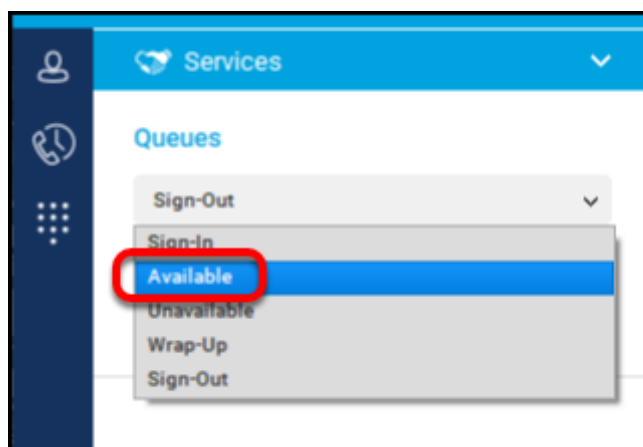 Services
Queues
Sign-Out
Sign-In
Available
Unavailable
Wrap-Up
Sign-Out